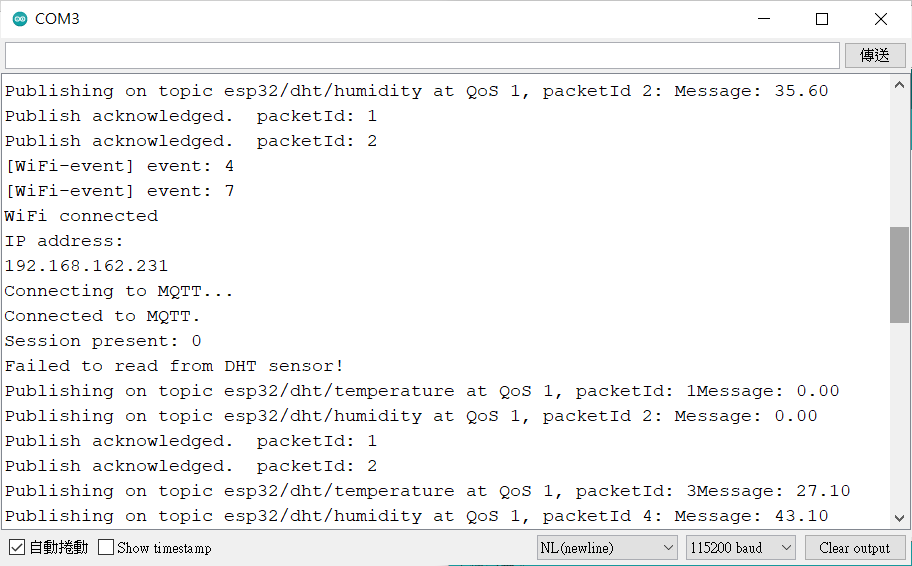 COM3
傳送
Publishing on topic esp32/dht/humidity at QoS 1, packetId 2: Message: 35.60
Publish acknowledged.  packetId: 1
Publish acknowledged.  packetId: 2
[WiFi-event] event: 4
[WiFi-event] event: 7
WiFi connected
IP address:
192.168.162.231
Connecting to MQTT...
Connected to MQTT.
Session present: 0
Failed to read from DHT sensor!
Publishing on topic esp32/dht/temperature at QoS 1, packetId: 1Message: 0.00
Publishing on topic esp32/dht/humidity at QoS 1, packetId 2: Message: 0.00
Publish acknowledged.  packetId: 1
Publish acknowledged.  packetId: 2
Publishing on topic esp32/dht/temperature at QoS 1, packetId: 3Message: 27.10
Publishing on topic esp32/dht/humidity at QoS 1, packetId 4: Message: 43.10
自動捲動 Show timestamp NL(newline) 115200 baud Clear output